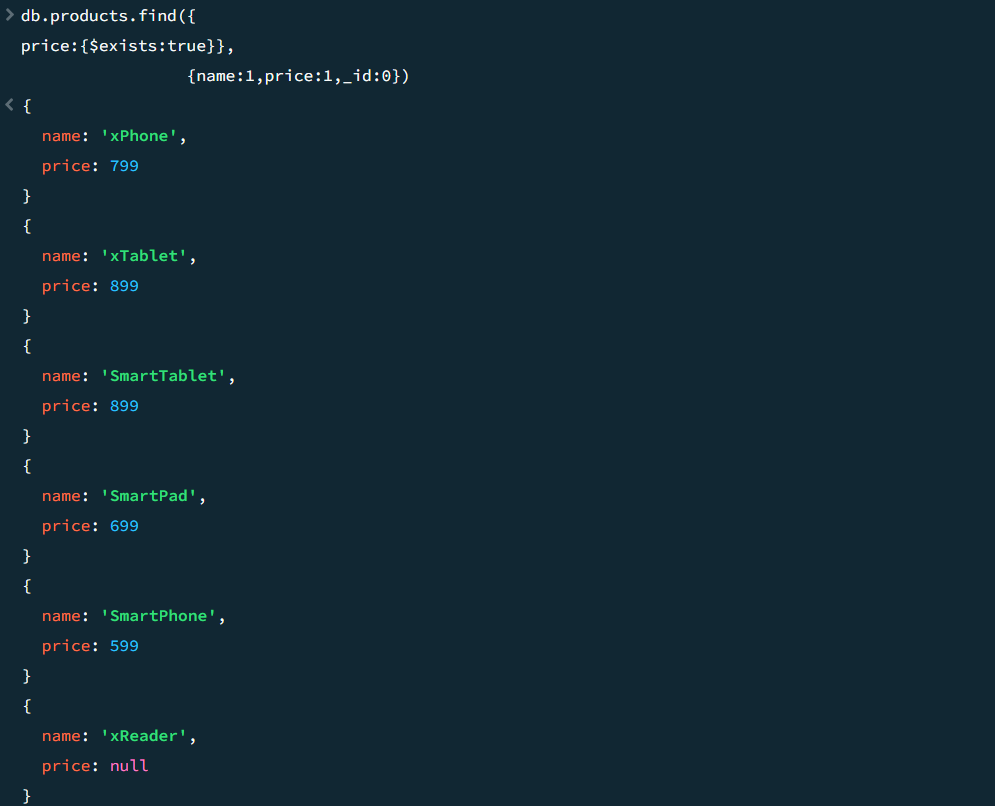 > db.products.find({
price:{$exists:true}},
{name:1,price:1,_id:0})
< {
name: 'xPhone',
price: 799
}
{
name: 'xTablet',
price: 899
}
{
name: 'SmartTablet',
price: 899
}
{
name: 'SmartPad',
price: 699
}
{
name: 'SmartPhone',
price: 599
}
{
name: 'xReader',
price: null
}